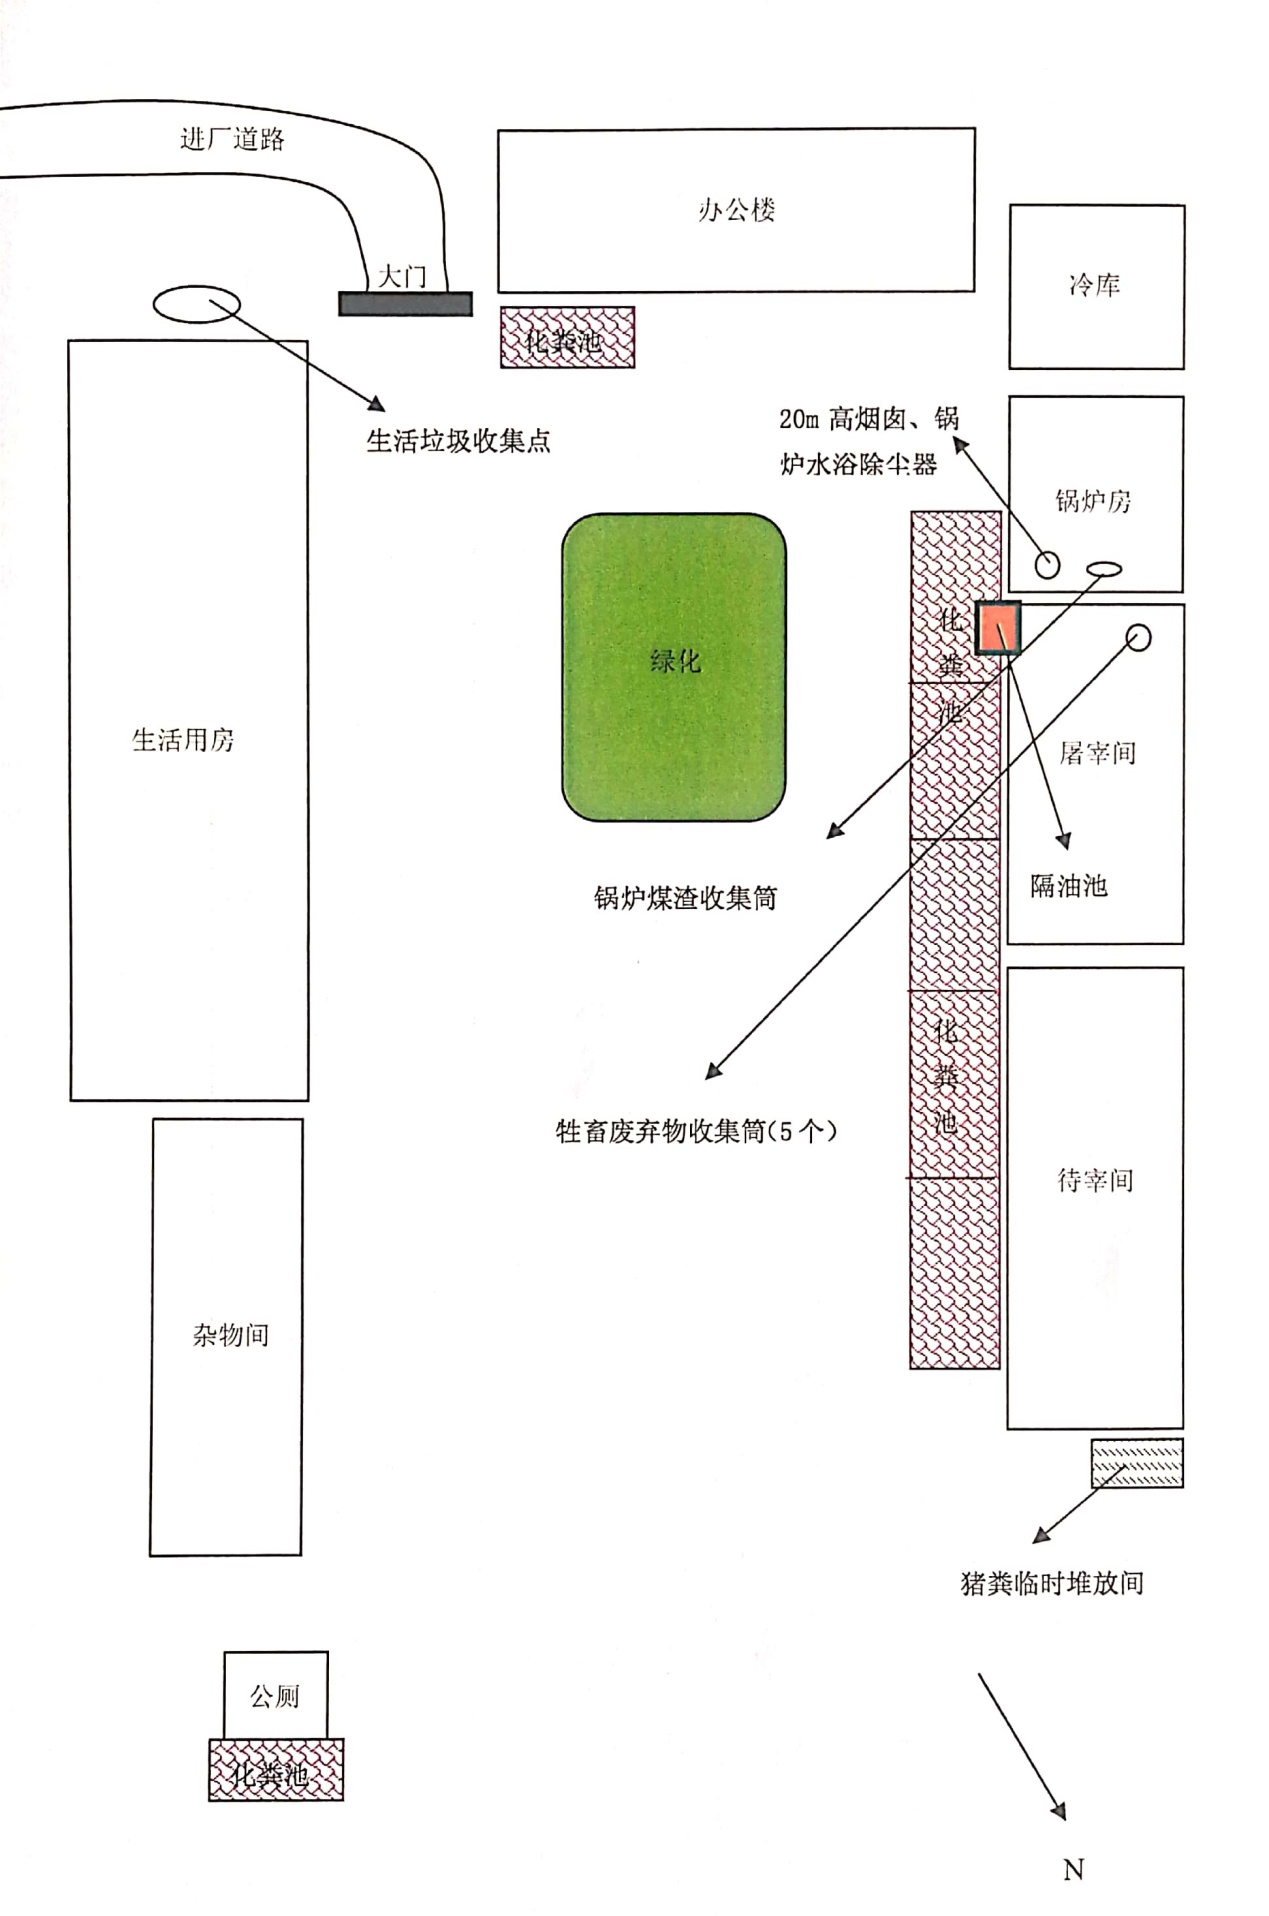 进厂道路
办公楼
大门
冷库
化粪池
20m 高烟囱、锅
炉水浴除尘器
生活垃圾收集点
锅炉房
化
粪
池
绿化
生活用房
屠宰间
隔油池
锅炉煤渣收集筒
化
粪
池
牲畜废弃物收集筒(5个)
待宰间
杂物间
猪粪临时堆放间
公厕
化粪池
N